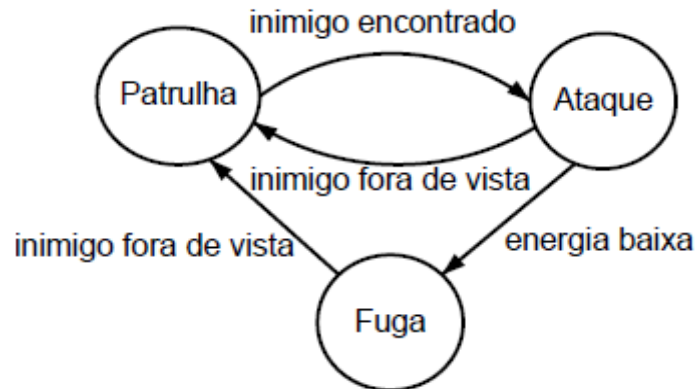 inimigo encontrado
Patrulha
Ataque
inimigo fora de vista
inimigo fora de vista
energia baixa
Fuga